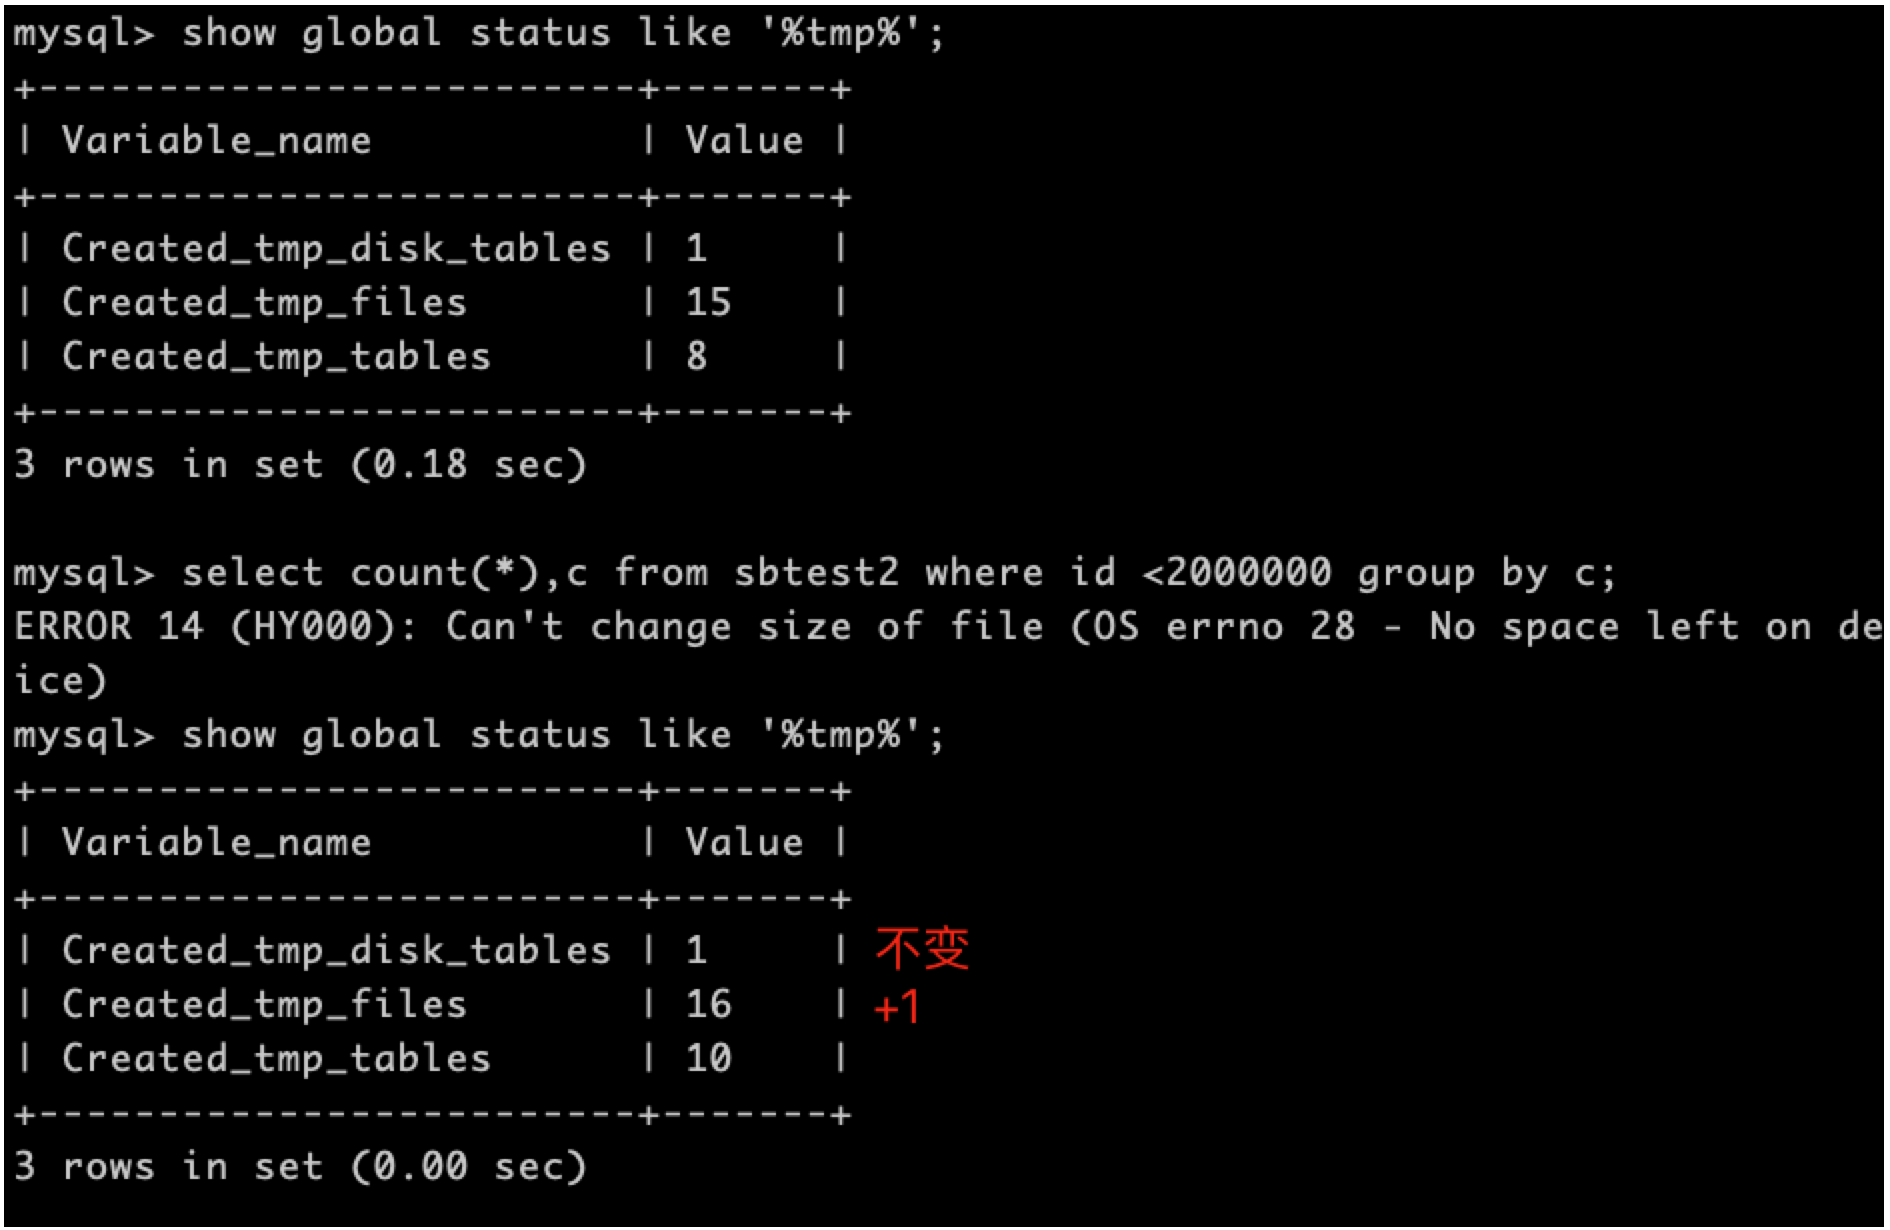 mysql> show global status like '%tmp%';
+--------------------------+-------+
| Variable_name            | Value |
+--------------------------+-------+
| Created_tmp_disk_tables | 1     |
| Created_tmp_files       | 15    |
| Created_tmp_tables      | 8     |
+--------------------------+-------+
3 rows in set (0.18 sec)
mysql> select count(*),c from sbtest2 where id <2000000 group by c;
ERROR 14 (HY000): Can't change size of file (OS errno 28 - No space left on de
ice)
mysql> show global status like '%tmp%';
+--------------------------+-------+
| Variable_name            | Value |
+--------------------------+-------+
| Created_tmp_disk_tables | 1     | 不变
| Created_tmp_files       | 16    | +1
| Created_tmp_tables      | 10    |
+--------------------------+-------+
3 rows in set (0.00 sec)